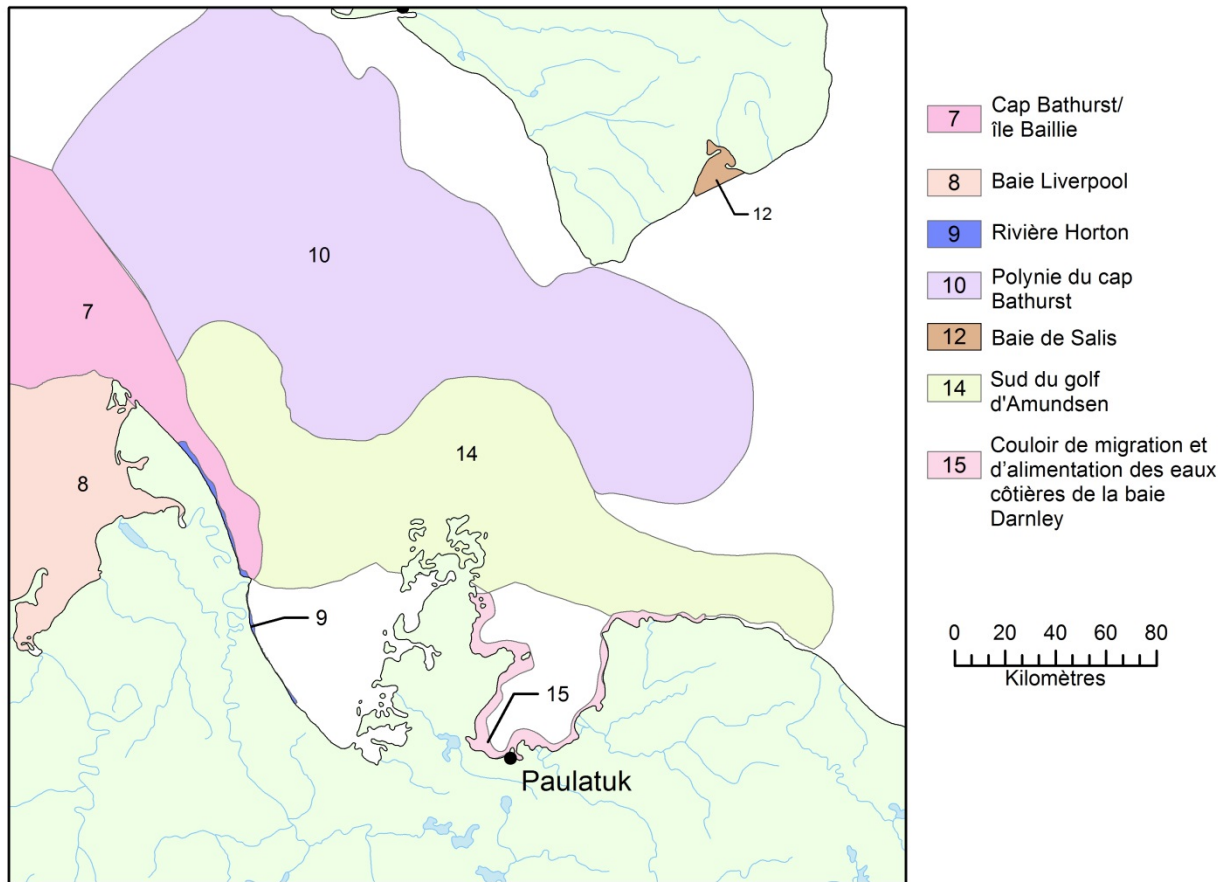 10
7
12
14
8
9
15
Paulatuk
7
Cap Bathurst/
île Baillie
8
Baie Liverpool
9
Rivière Horton
10
Polynie du cap
Bathurst
12
Baie de Salis
14
Sud du golf
d'Amundsen
15
Couloir de migration et
d'alimentation des eaux
côtières de la baie
Darnley
0 20 40 60 80
Kilomètres